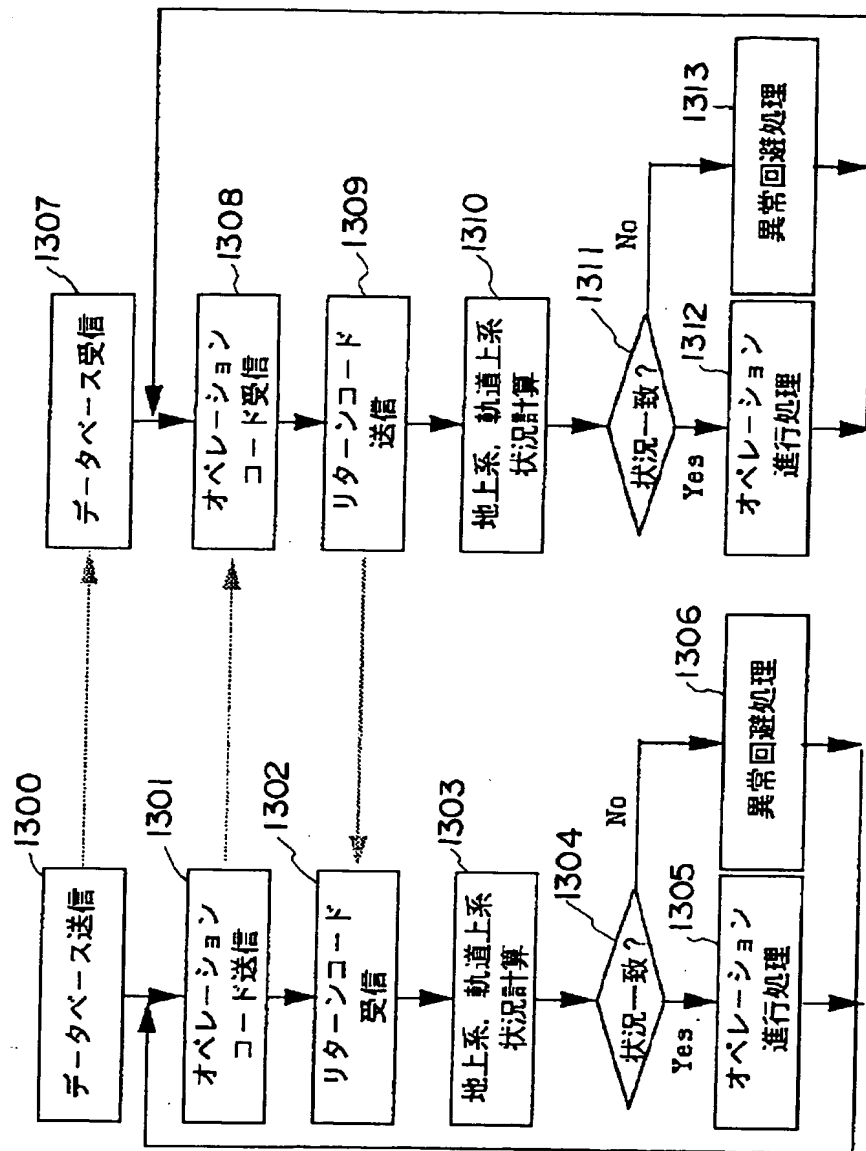 1300
データベース送信
1301
オペレーション
コード送信
1302
リターンコード
受信
1303
地上系,軌道上系
状況計算
1304
状況一致?
No
Yes.
1305
オペレーション
進行処理
1306
異常回避処理
1307
データベース受信
1308
オペレーション
コード受信
1309
リターンコード
送信
1310
地上系,軌道上系
状況計算
1311
状況一致?
No
Yes
1312
オペレーション
進行処理
1313
異常回避処理